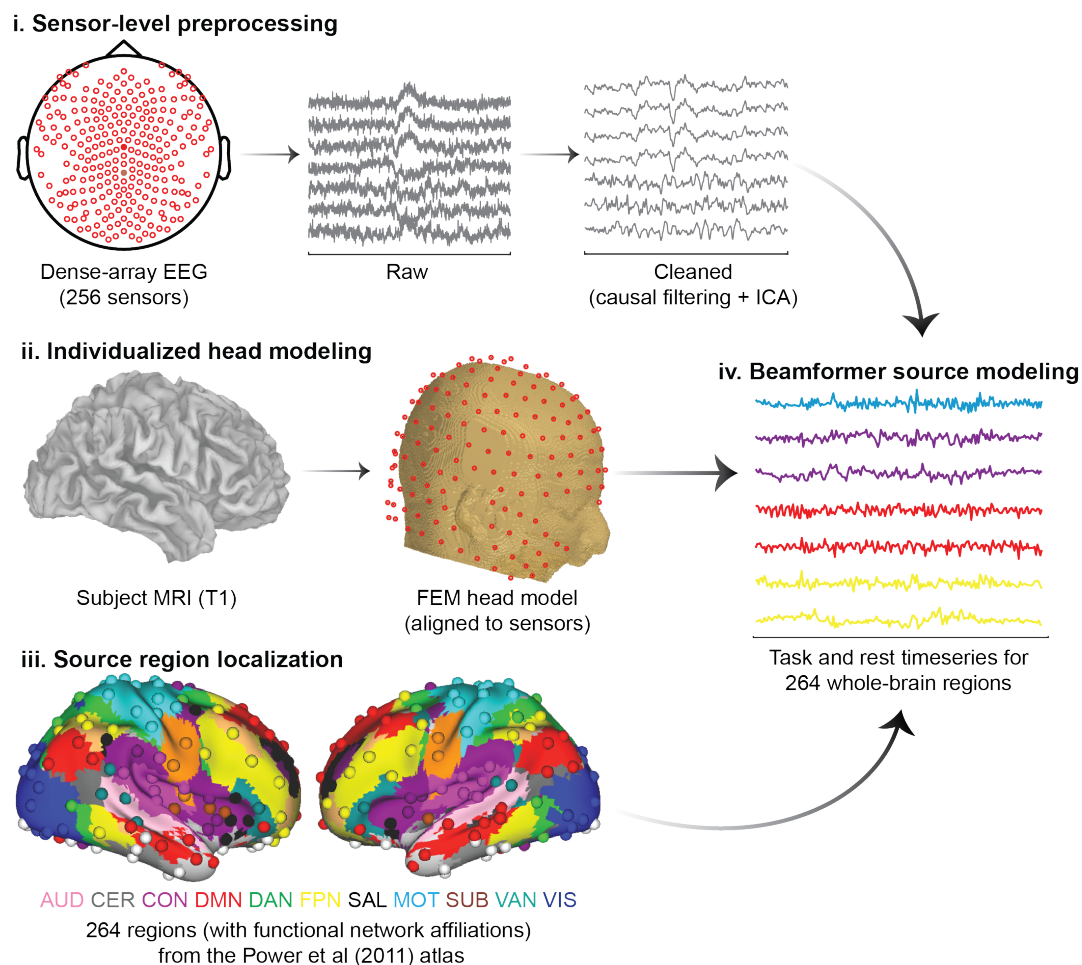 i. Sensor-level preprocessing
Dense-array EEG
(256 sensors)
Raw
Cleaned
(causal filtering + ICA)
ii. Individualized head modeling
Subject MRI (T1)
FEM head model
(aligned to sensors)
iv. Beamformer source modeling
Task and rest timeseries for
264 whole-brain regions
iii. Source region localization
AUD CER CON DMN DAN FPN SAL MOT SUB VAN VIS
264 regions (with functional network affiliations)
from the Power et al (2011) atlas